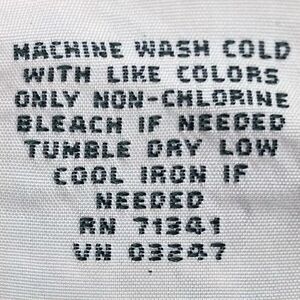 MACHINE WASH COLD
WITH LIKE COLORS
ONLY NON-CHLORINE
BLEACH IF NEEDED
TUMBLE DRY LOW
COOL IRON IF
NEEDED
RN 71341
VN 03247